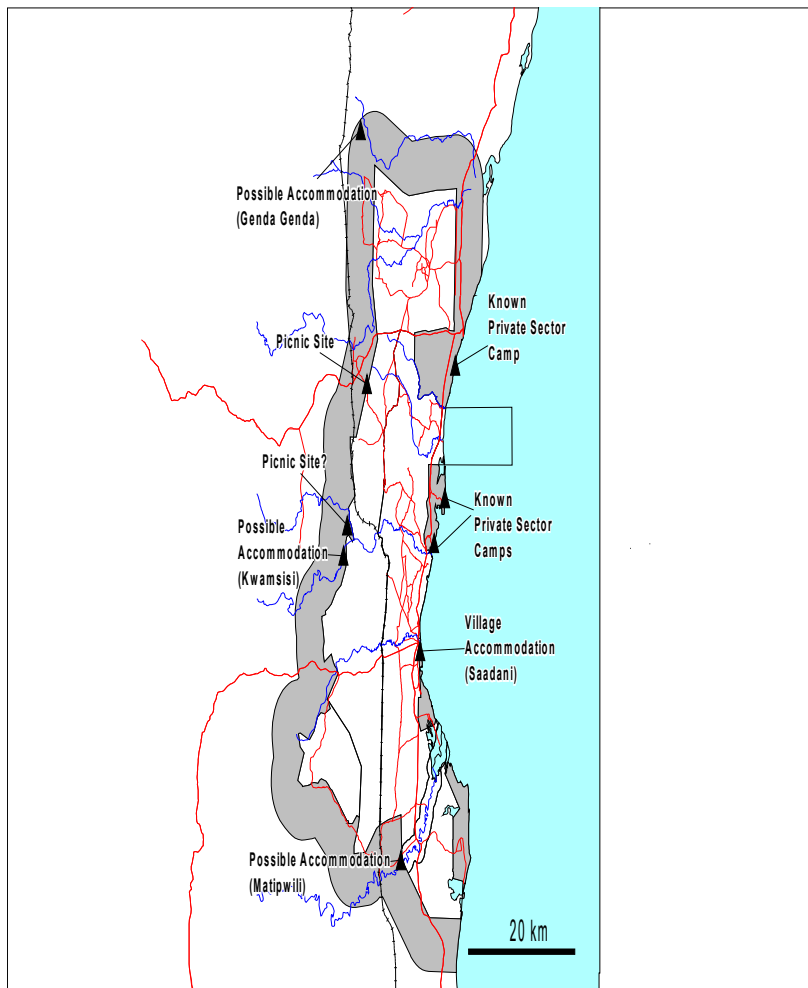 Possible Accommodation
(Genda Genda)
Known
Private Sector
Camp
Picnic Site
Picnic Site?
Possible
Accommodation
(Kwamsisi)
Known
Private Sector
Camps
Village
Accommodation
(Saadani)
Possible Accommodation
(Matipwili)
20 km